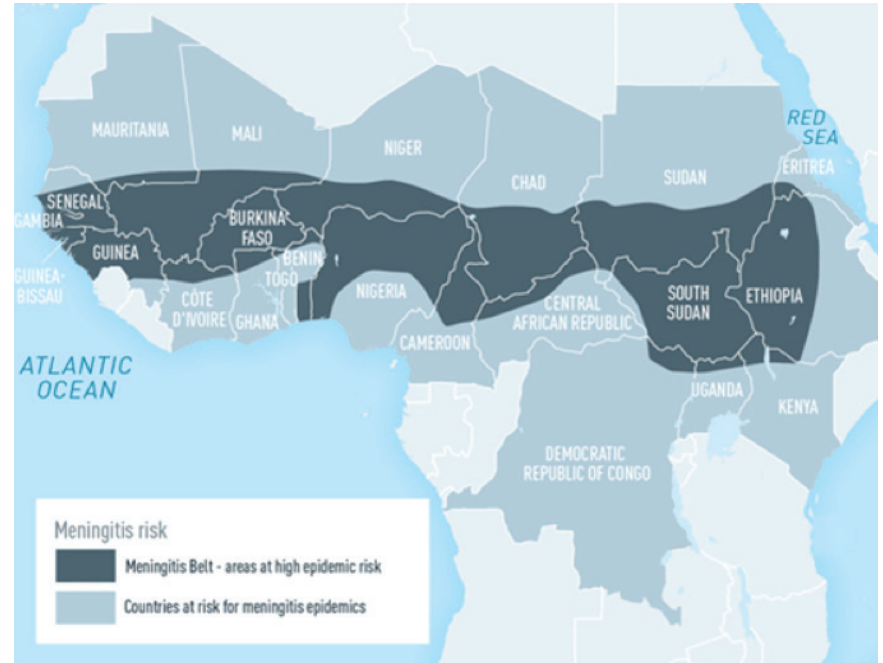 RED
SEA
MAURITANIA
MALI
NIGER
CHAD
SUDAN
ERITREA
SENEGAL
GAMBIA
BURKINA-
FASO
GUINEA
BENIN
TOGO
GUINEA-
BISSAU
CÔTE
D'IVOIRE
GHANA
NIGERIA
CENTRAL
AFRICAN REPUBLIC
SOUTH
SUDAN
ETHIOPIA
CAMEROON
ATLANTIC
OCEAN
UGANDA
KENYA
DEMOCRATIC
REPUBLIC OF CONGO
Meningitis risk
Meningitis Belt - areas at high epidemic risk
Countries at risk for meningitis epidemics